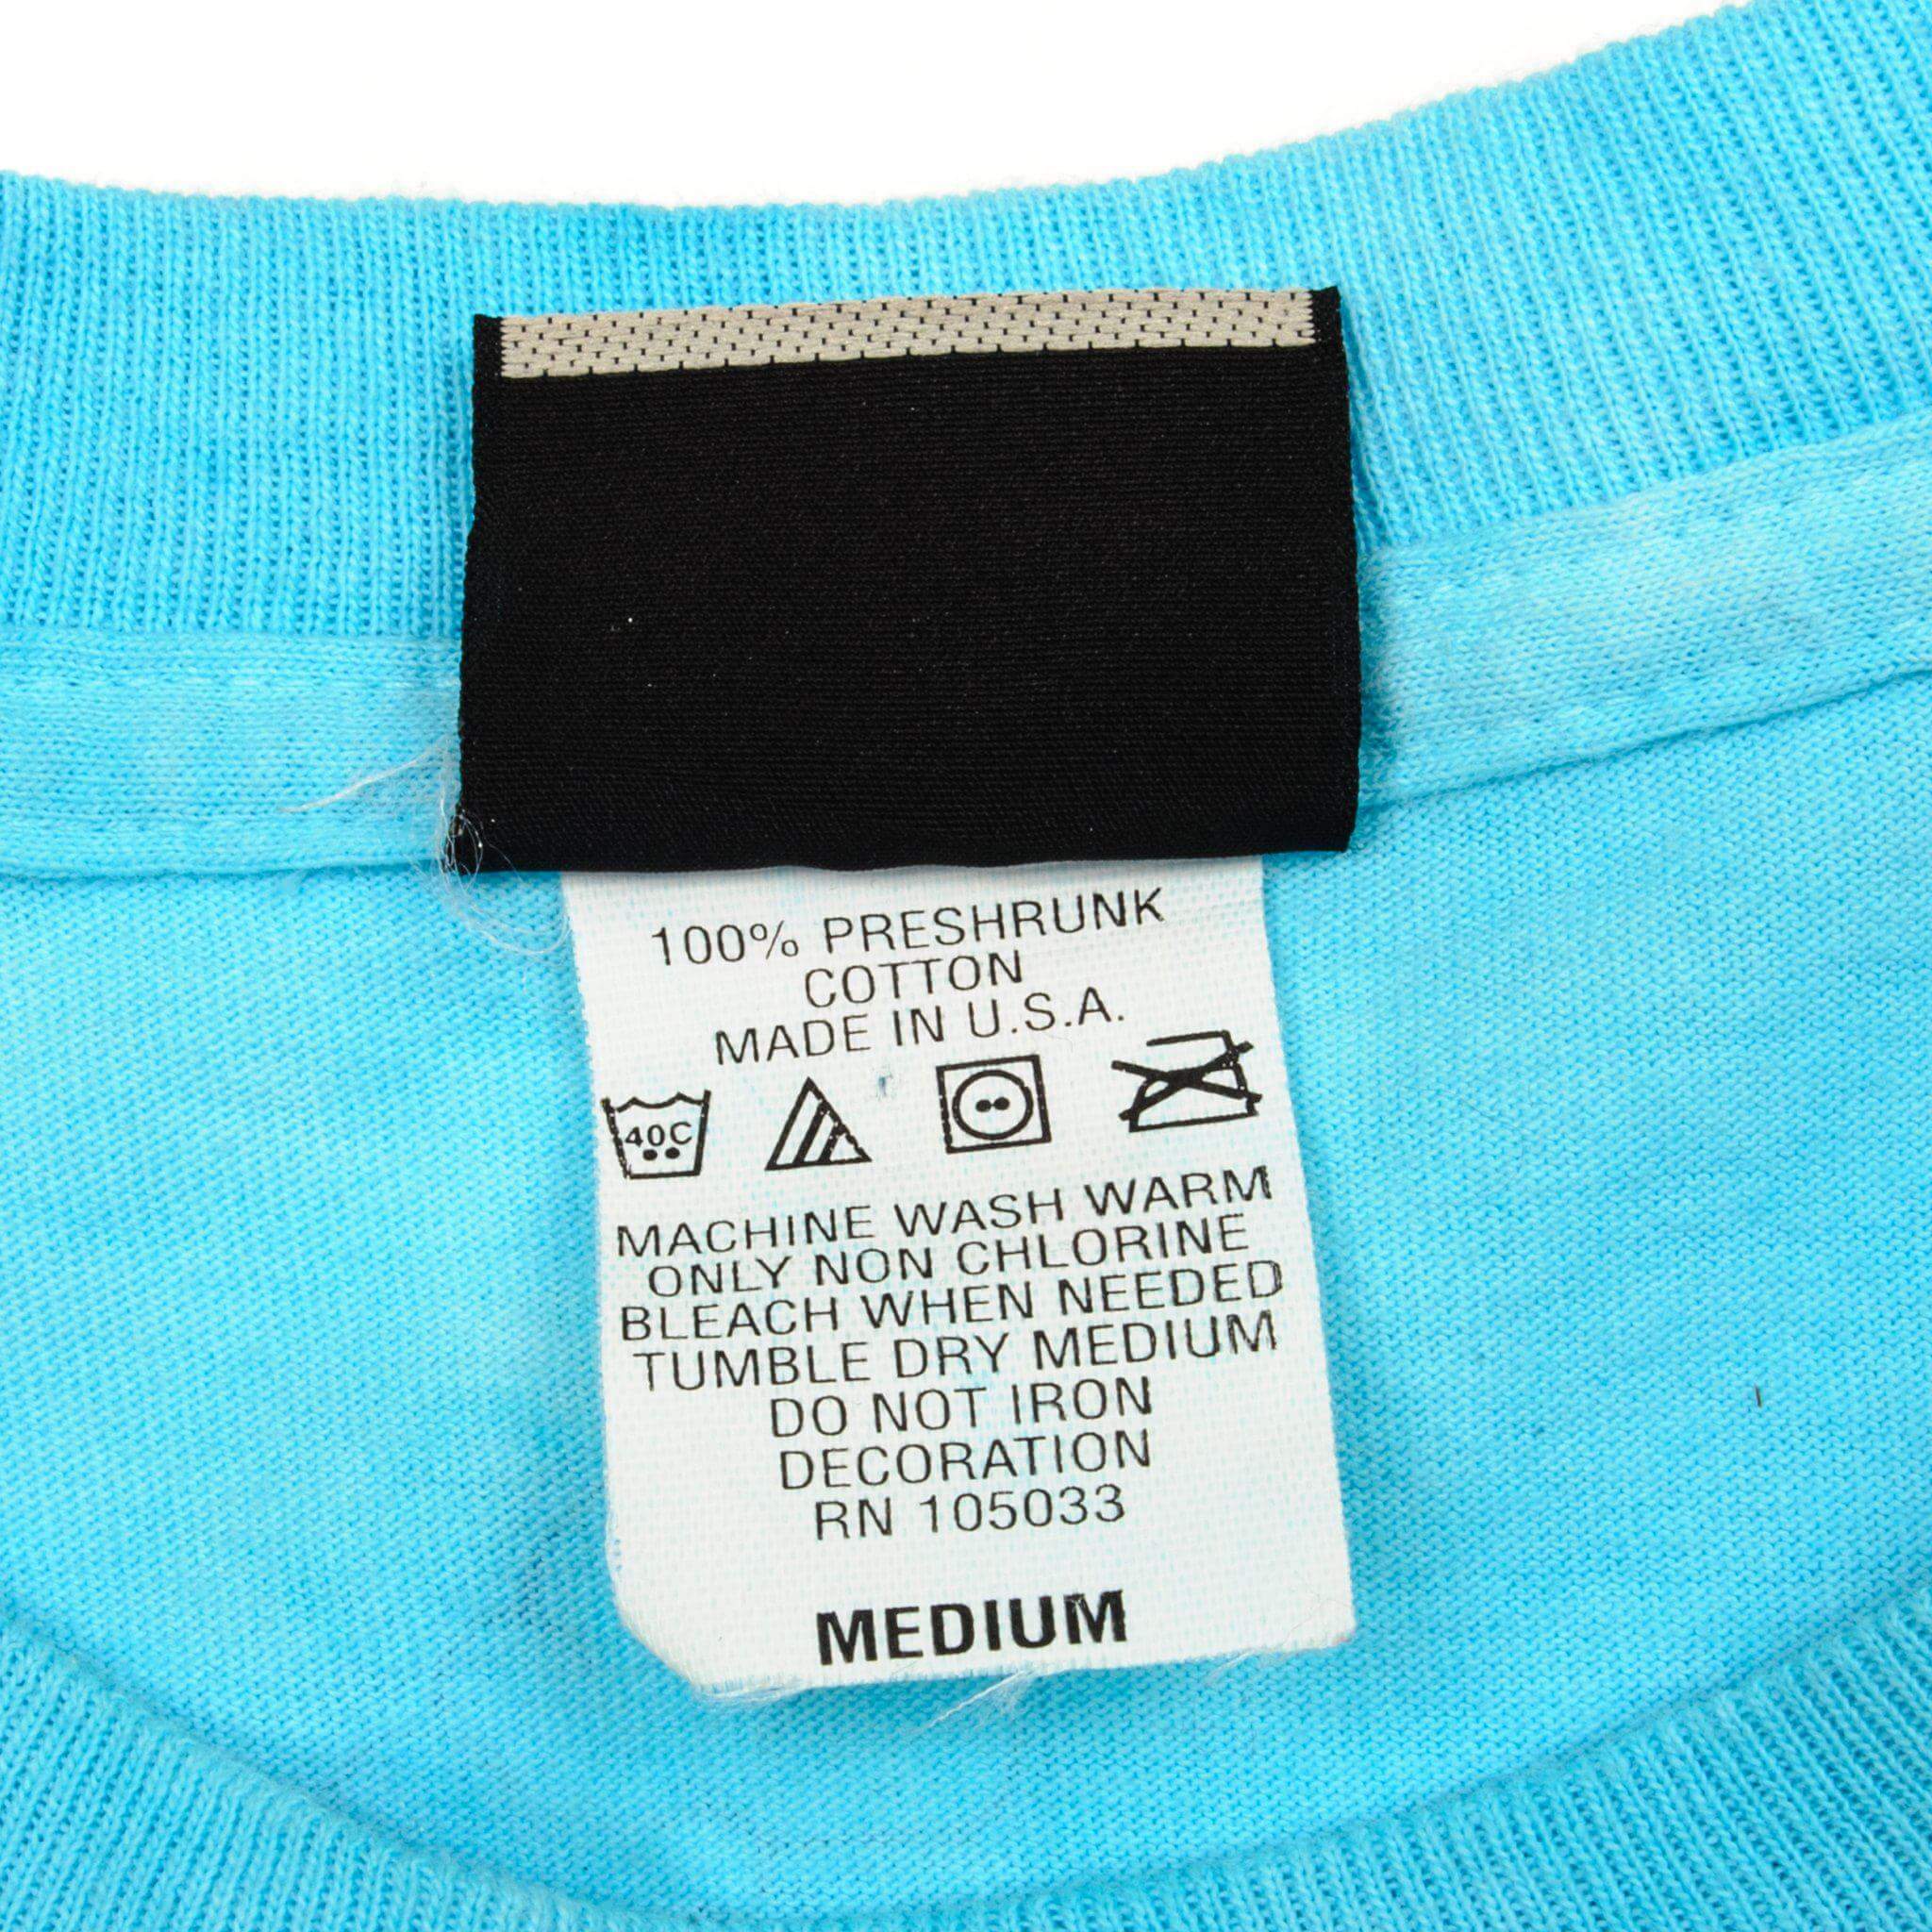 100% PRESHRUNK
COTTON
MADE IN U.S.A.
40C
MACHINE WASH WARM
ONLY NON CHLORINE
BLEACH WHEN NEEDED
TUMBLE DRY MEDIUM
DO NOT IRON
DECORATION
RN 105033
MEDIUM